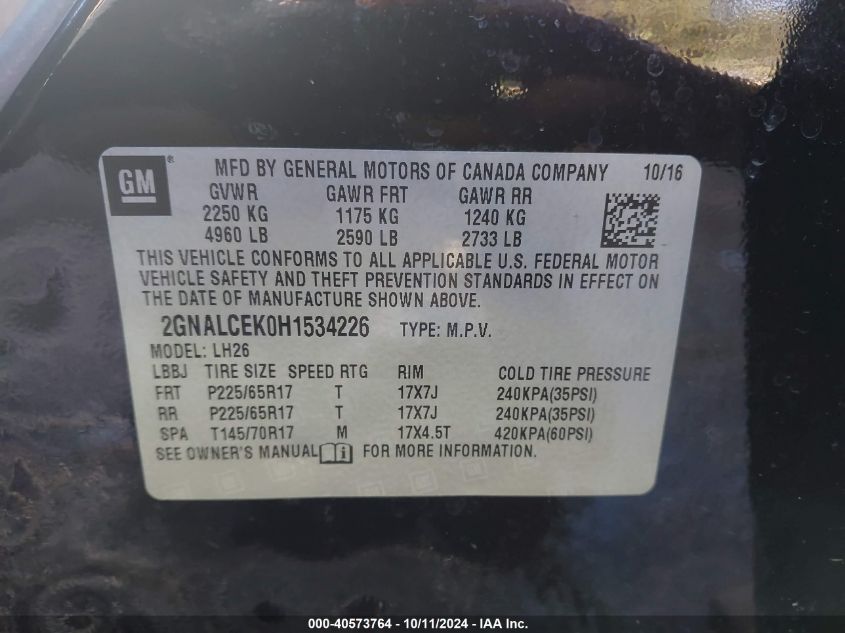 GM® MFD BY GENERAL MOTORS OF CANADA COMPANY 10/16
GVWR GAWR FRT GAWR RR
2250 KG 1175 KG 1240 KG
4960 LB 2590 LB 2733 LB
THIS VEHICLE CONFORMS TO ALL APPLICABLE U.S. FEDERAL MOTOR
VEHICLE SAFETY AND THEFT PREVENTION STANDARDS IN EFFECT ON
THE DATE OF MANUFACTURE SHOWN ABOVE.
2GNALCEK0H1534226 TYPE: M.P.V.
MODEL: LH26
LBBJ TIRE SIZE SPEED RTG RIM COLD TIRE PRESSURE
FRT P225/65R17 T 17X7J 240KPA(35PSI)
RR P225/65R17 T 17X7J 240KPA(35PSI)
SPA T145/70R17 M 17X4.5T 420KPA(60PSI)
SEE OWNER'S MANUAL FOR MORE INFORMATION.
000-40573764 - 10/11/2024 - IAA Inc.